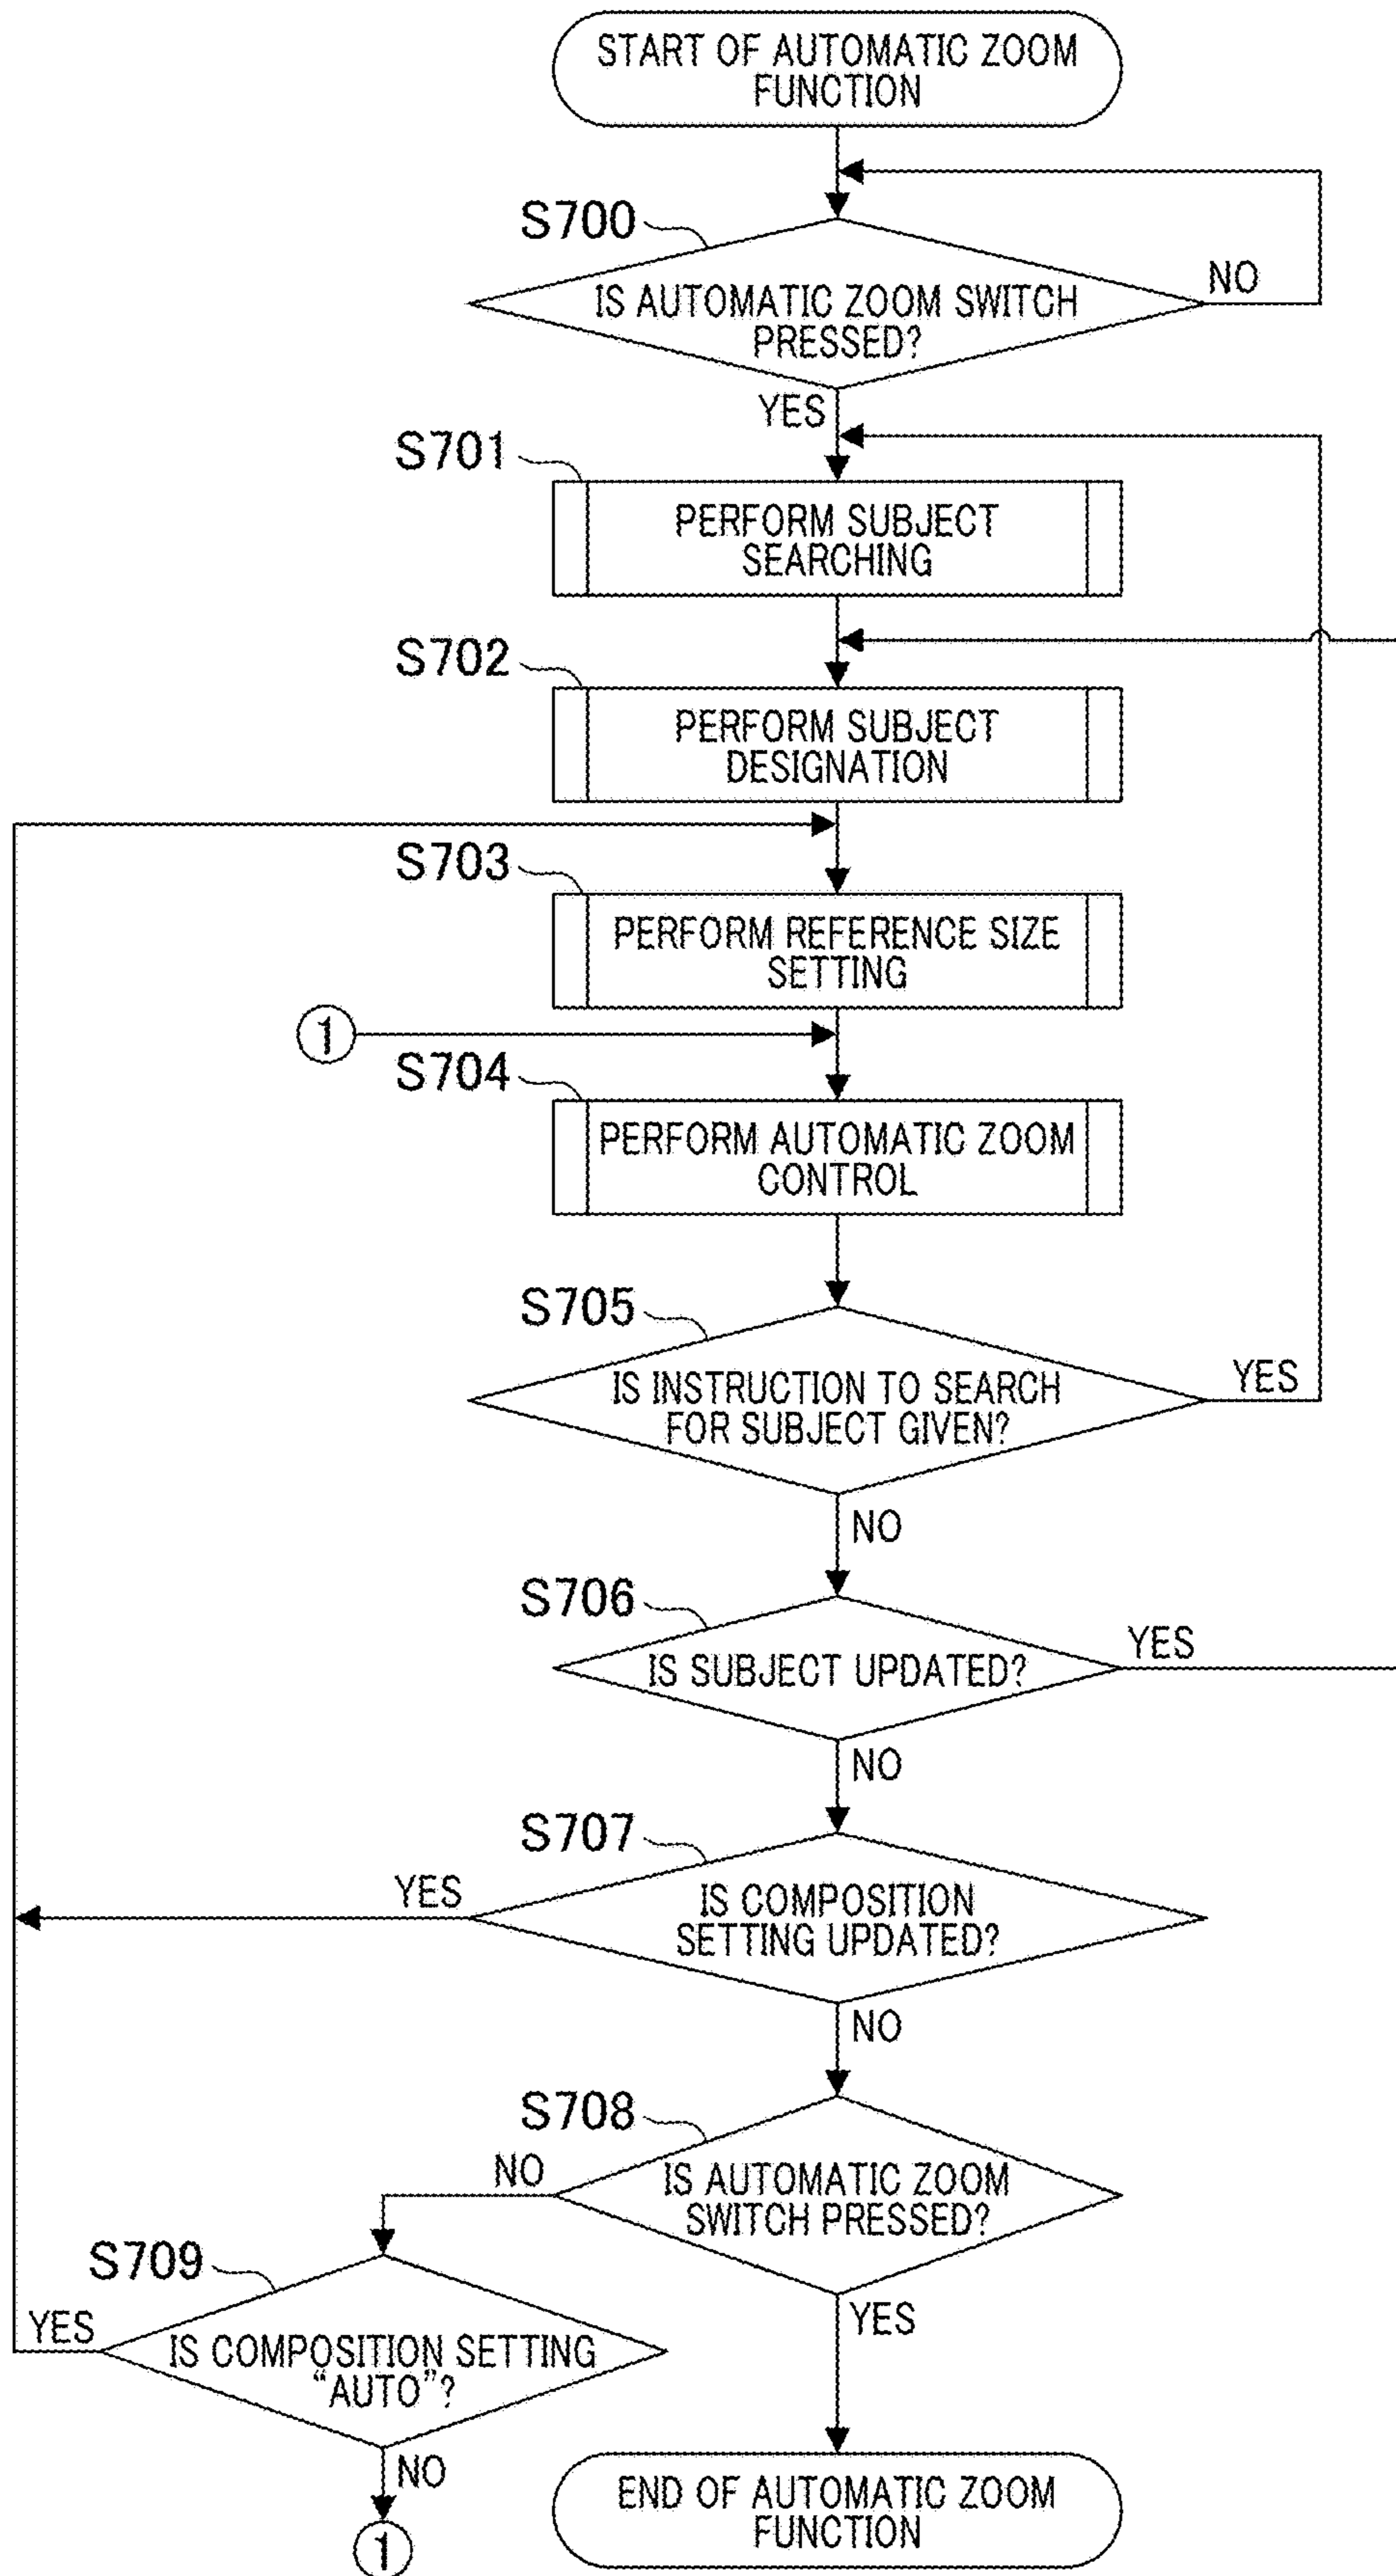 START OF AUTOMATIC ZOOM
FUNCTION
S700
IS AUTOMATIC ZOOM SWITCH
PRESSED?
NO
YES
S701
PERFORM SUBJECT
SEARCHING
S702
PERFORM SUBJECT
DESIGNATION
S703
PERFORM REFERENCE SIZE
SETTING
1
S704
PERFORM AUTOMATIC ZOOM
CONTROL
S705
IS INSTRUCTION TO SEARCH
FOR SUBJECT GIVEN?
YES
NO
S706
IS SUBJECT UPDATED?
YES
NO
S707
YES
IS COMPOSITION
SETTING UPDATED?
NO
S708
NO
IS AUTOMATIC ZOOM
SWITCH PRESSED?
YES
S709
YES
IS COMPOSITION SETTING
“AUTO”?
NO
1
END OF AUTOMATIC ZOOM
FUNCTION